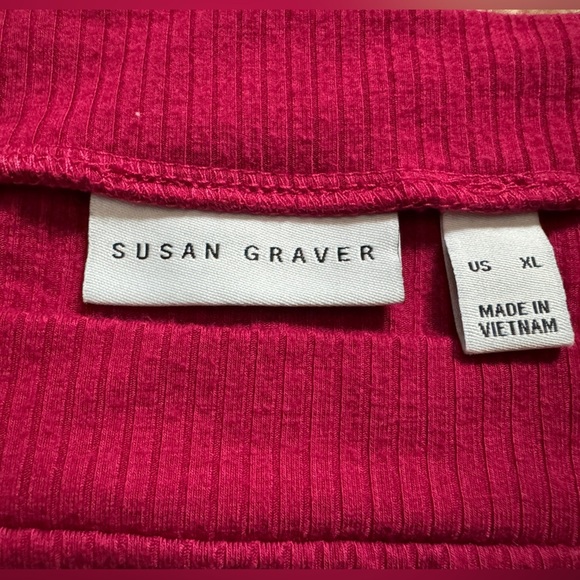 SUSAN GRAVER
US XL
MADE IN
VIETNAM